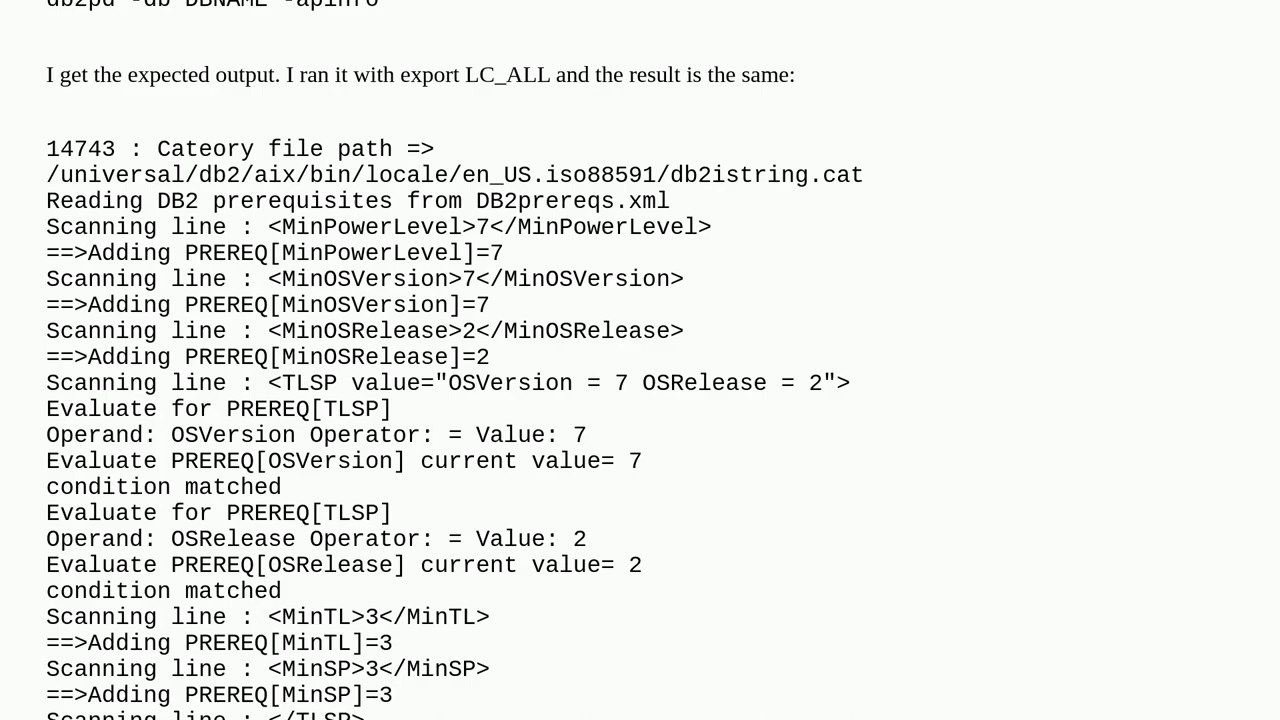 db2pd -db DBNAME -apinfo
I get the expected output. I ran it with export LC_ALL and the result is the same:
14743 : Cateory file path =>
/universal/db2/aix/bin/locale/en_US.iso88591/db2istring.cat
Reading DB2 prerequisites from DB2prereqs.xml
Scanning line : <MinPowerLevel>7</MinPowerLevel>
==>Adding PREREQ[MinPowerLevel]=7
Scanning line : <MinOSVersion>7</MinOSVersion>
==>Adding PREREQ[MinOSVersion]=7
Scanning line : <MinOSRelease>2</MinOSRelease>
==>Adding PREREQ[MinOSRelease]=2
Scanning line : <TLSP value="OSVersion = 7 OSRelease = 2">
Evaluate for PREREQ[TLSP]
Operand: OSVersion Operator: = Value: 7
Evaluate PREREQ[OSVersion] current value= 7
condition matched
Evaluate for PREREQ[TLSP]
Operand: OSRelease Operator: = Value: 2
Evaluate PREREQ[OSRelease] current value= 2
condition matched
Scanning line : <MinTL>3</MinTL>
==>Adding PREREQ[MinTL]=3
Scanning line : <MinSP>3</MinSP>
==>Adding PREREQ[MinSP]=3
Scanning line : </TLSP>